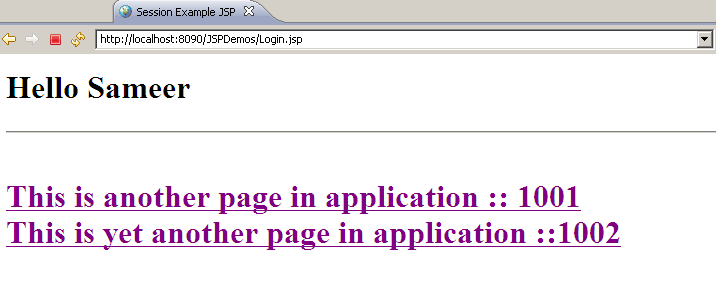 Session Example JSP
http://localhost:8090/JSPDemos/Login.jsp
Hello Sameer
This is another page in application :: 1001
This is yet another page in application ::1002